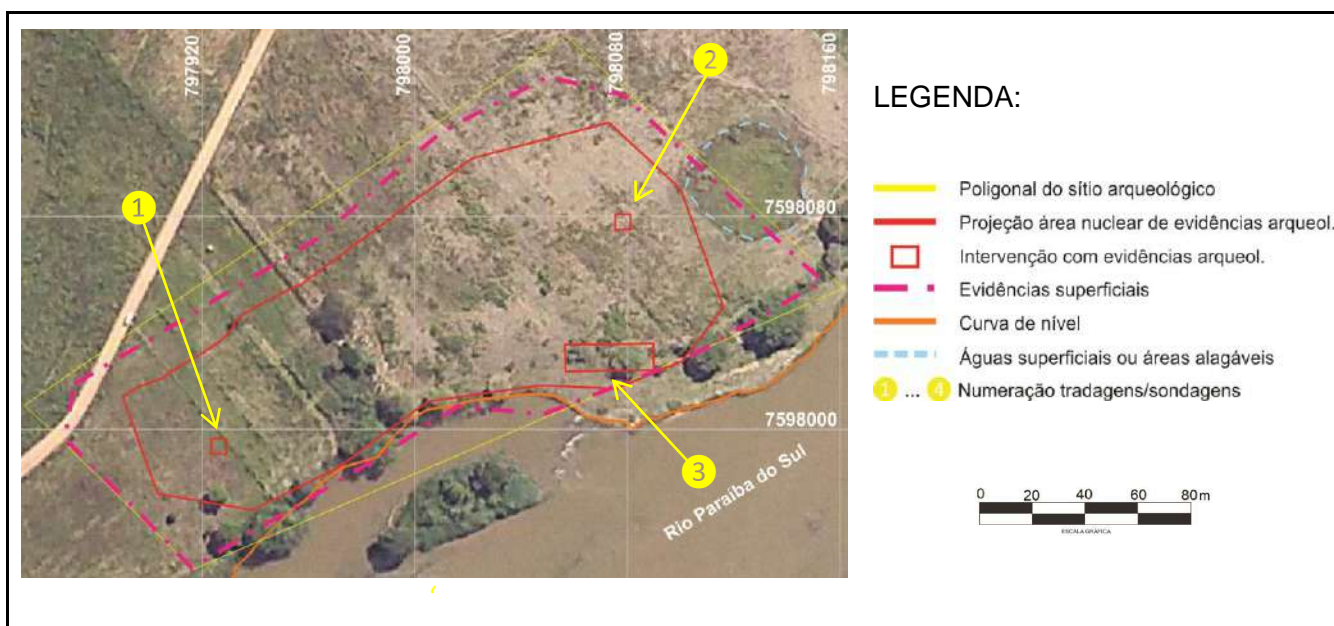 797920
798000
798080
798160
2
1
7598080
7598000
3
Rio Paraíba do Sul
LEGENDA:
Poligonal do sítio arqueológico
Projeção área nuclear de evidências arqueol.
Intervenção com evidências arqueol.
Evidências superficiais
Curva de nível
Águas superficiais ou áreas alagáveis
1 ... 4 Numeração tradagens/sondagens
0 20 40 60 80m
ESCALA GRÁFICA